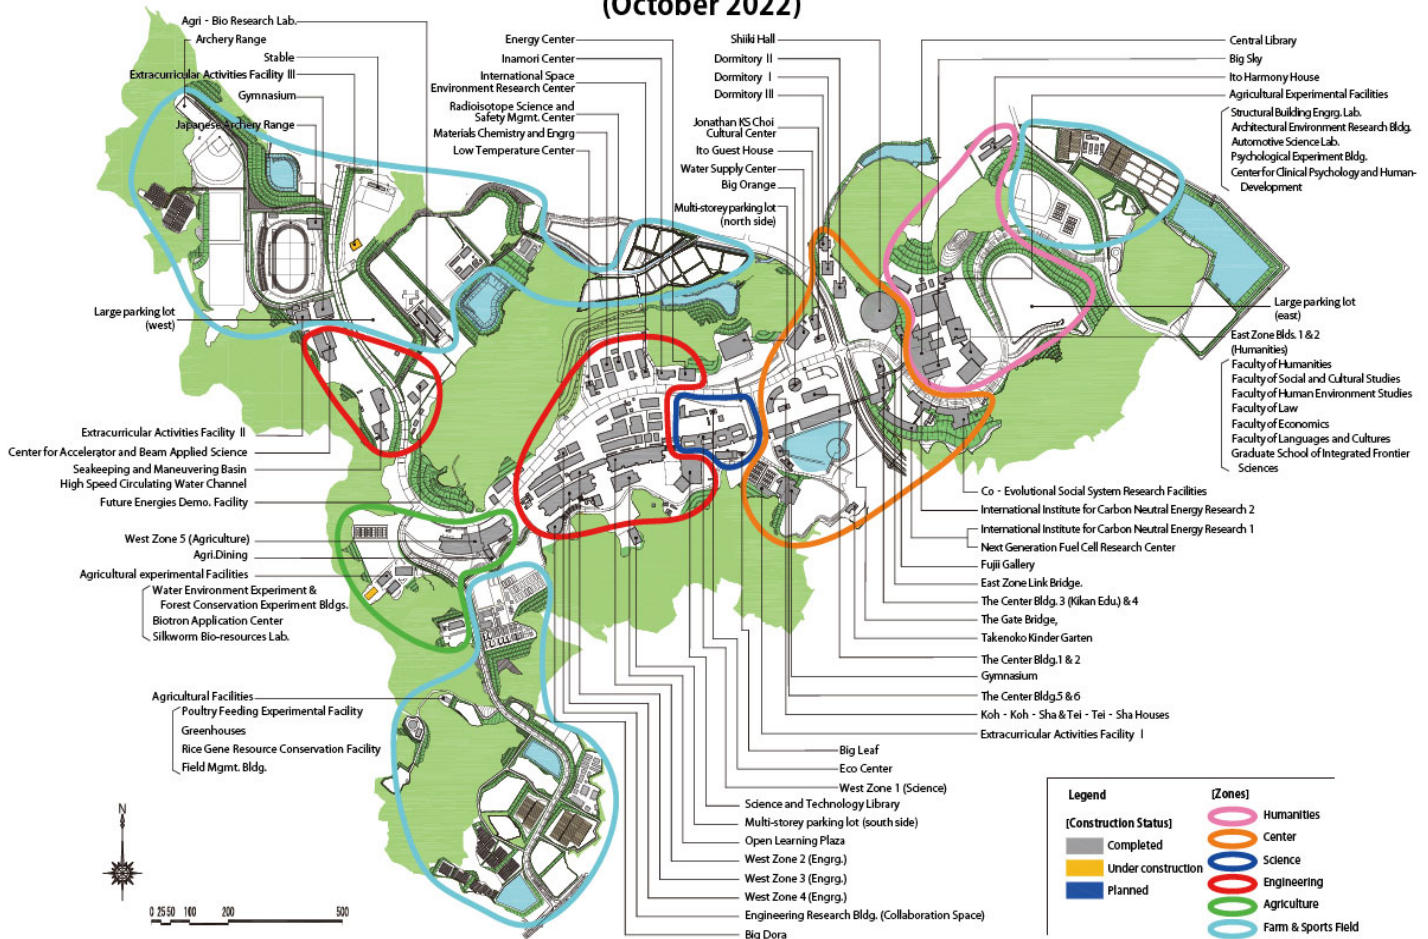 (October 2022)
Agri - Bio Research Lab.
Archery Range
Stable
Extracurricular Activities Facility III
Gymnasium
Japanese Archery Range
Energy Center
Inamori Center
International Space
Environment Research Center
Radioisotope Science and
Safety Mgmt. Center
Materials Chemistry and Engrg
Low Temperature Center
Shiiki Hall
Dormitory II
Dormitory I
Dormitory III
Jonathan KS Choi
Cultural Center
Ito Guest House
Water Supply Center
Big Orange
Multi-storey parking lot
(north side)
Central Library
Big Sky
Ito Harmony House
Agricultural Experimental Facilities
Structural Building Engrg. Lab.
Architectural Environment Research Bldg.
Automotive Science Lab.
Psychological Experiment Bldg.
Center for Clinical Psychology and Human-
Development
Large parking lot
(west)
Large parking lot
(east)
East Zone Blds. 1 & 2
(Humanities)
Faculty of Humanities
Faculty of Social and Cultural Studies
Faculty of Human Environment Studies
Faculty of Law
Faculty of Economics
Faculty of Languages and Cultures
Graduate School of Integrated Frontier
Sciences
Extracurricular Activities Facility II
Center for Accelerator and Beam Applied Science
Seakeeping and Maneuvering Basin
High Speed Circulating Water Channel
Future Energies Demo. Facility
West Zone 5 (Agriculture)
Agri.Dining
Agricultural experimental Facilities
Water Environment Experiment &
Forest Conservation Experiment Bldgs.
Biotron Application Center
Silkworm Bio-resources Lab.
Agricultural Facilities
Poultry Feeding Experimental Facility
Greenhouses
Rice Gene Resource Conservation Facility
Field Mgmt. Bldg.
Co - Evolutional Social System Research Facilities
International Institute for Carbon Neutral Energy Research 2
International Institute for Carbon Neutral Energy Research 1
Next Generation Fuel Cell Research Center
Fujii Gallery
East Zone Link Bridge.
The Center Bldg. 3 (Kikan Edu.) & 4
The Gate Bridge,
Takenoko Kinder Garten
The Center Bldg.1 & 2
Gymnasium
The Center Bldg.5 & 6
Koh - Koh - Sha & Tei - Tei - Sha Houses
Extracurricular Activities Facility I
Big Leaf
Eco Center
West Zone 1 (Science)
Science and Technology Library
Multi-storey parking lot (south side)
Open Learning Plaza
West Zone 2 (Engrg.)
West Zone 3 (Engrg.)
West Zone 4 (Engrg.)
Engineering Research Bldg. (Collaboration Space)
Big Dora
N
0 25 50 100 200 500
Legend
[Construction Status]
Completed
Under construction
Planned
[Zones]
Humanities
Center
Science
Engineering
Agriculture
Farm & Sports Field